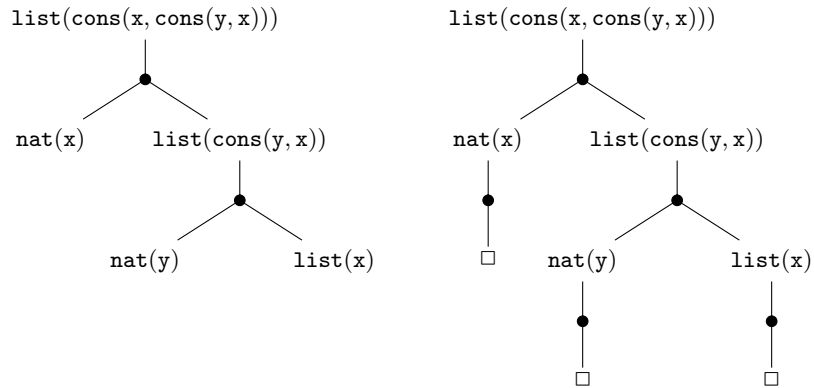 list(cons(x, cons(y, x))) list(cons(x, cons(y, x)))
nat(x) list(cons(y, x)) nat(x) list(cons(y, x))
nat(y) list(x) nat(y) list(x)